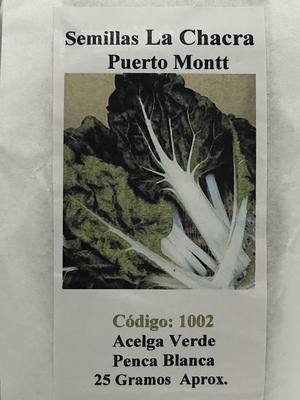 Semillas La Chacra
Puerto Montt
Código: 1002
Acelga Verde
Penca Blanca
25 Gramos Aprox.